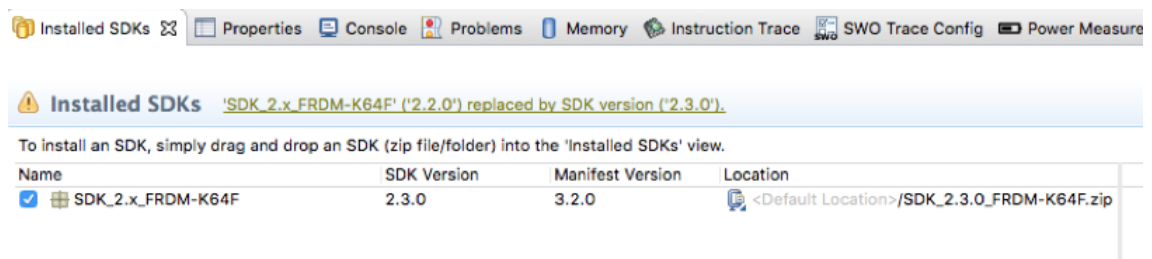 Installed SDKs Properties Console Problems Memory Instruction Trace SWO Trace Config Power Measure
Installed SDKs 'SDK_2.x_FRDM-K64F' ('2.2.0') replaced by SDK version ('2.3.0').
To install an SDK, simply drag and drop an SDK (zip file/folder) into the 'Installed SDKs' view.
Name SDK Version Manifest Version Location
SDK_2.x_FRDM-K64F 2.3.0 3.2.0 <Default Location>/SDK_2.3.0_FRDM-K64F.zip